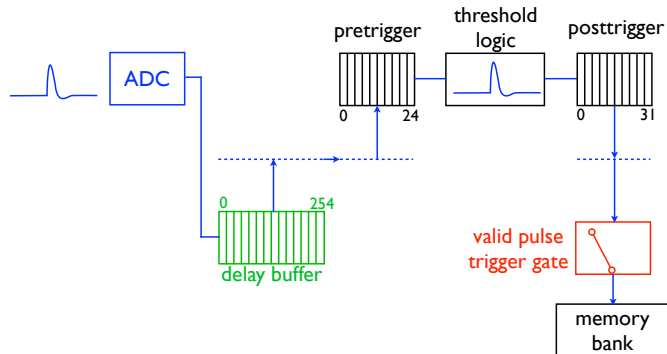 pretrigger
threshold
logic
posttrigger
ADC
0 24
0 31
0 254
delay buffer
valid pulse
trigger gate
memory
bank